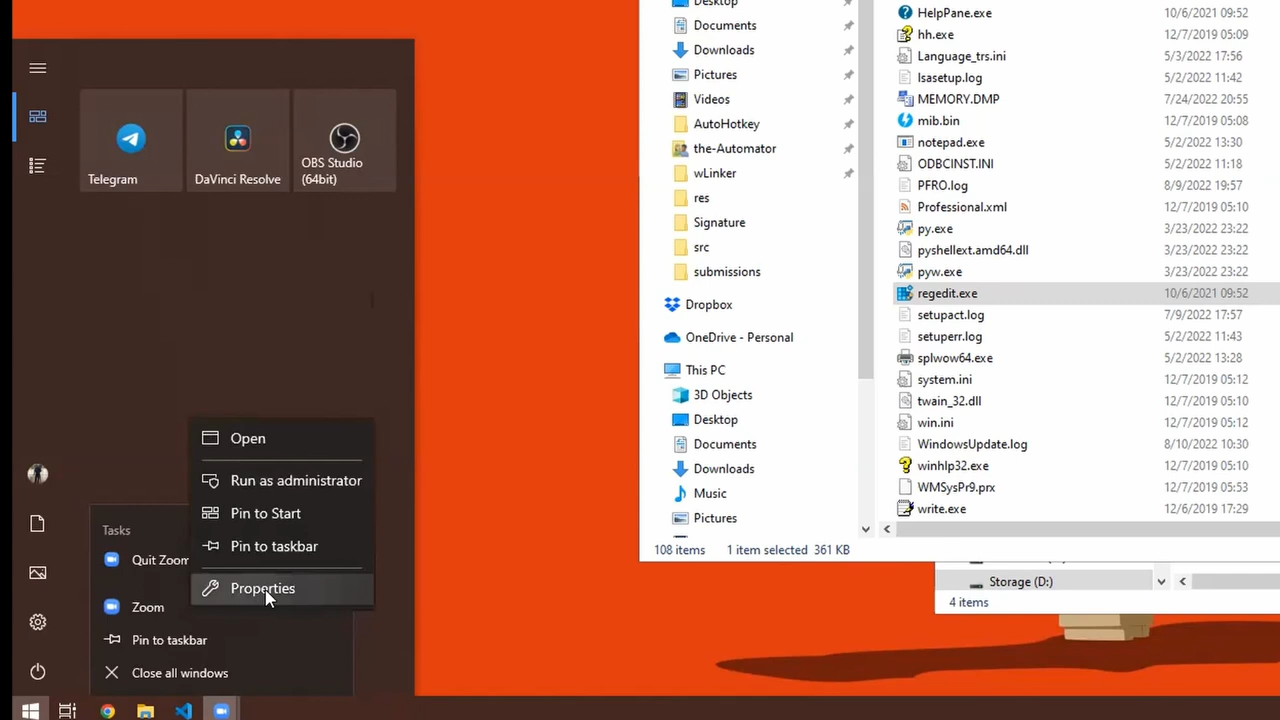 Telegram
DaVinci Resolve
OBS Studio
(64bit)
Open
Run as administrator
Pin to Start
Pin to taskbar
Properties
Tasks
Quit Zoom
Zoom
Pin to taskbar
Close all windows
Desktop
Documents
Downloads
Pictures
Videos
AutoHotkey
the-Automator
wLinker
res
Signature
src
submissions
Dropbox
OneDrive - Personal
This PC
3D Objects
Desktop
Documents
Downloads
Music
Pictures
HelpPane.exe 10/6/2021 09:52
hh.exe 12/7/2019 05:09
Language_trs.ini 5/3/2022 17:56
lsasetup.log 5/2/2022 11:42
MEMORY.DMP 7/24/2022 20:55
mib.bin 12/7/2019 05:08
notepad.exe 5/2/2022 13:30
ODBCINST.INI 5/2/2022 11:18
PFRO.log 8/9/2022 19:57
Professional.xml 12/7/2019 05:10
py.exe 3/23/2022 23:22
pyshellext.amd64.dll 3/23/2022 23:22
pyw.exe 3/23/2022 23:22
regedit.exe 10/6/2021 09:52
setupact.log 7/9/2022 17:57
setuperr.log 5/2/2022 11:43
splwow64.exe 5/2/2022 13:28
system.ini 12/7/2019 05:12
twain_32.dll 12/7/2019 05:10
win.ini 12/7/2019 05:12
WindowsUpdate.log 8/10/2022 10:30
winhlp32.exe 12/7/2019 05:10
WMSysPr9.prx 12/7/2019 05:53
write.exe 12/6/2019 17:29
108 items 1 item selected 361 KB
Storage (D:)
4 items